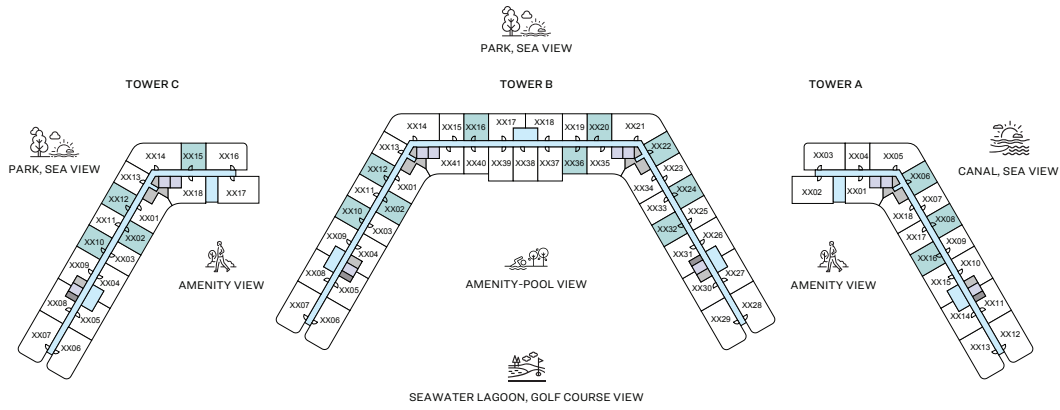 PARK, SEA VIEW
TOWER C
TOWER B
TOWER A
PARK, SEA VIEW
CANAL, SEA VIEW
XX14
XX15
XX16
XX13
XX12
XX11
XX10
XX09
XX08
XX07
XX06
XX05
XX04
XX03
XX02
XX01
XX18
XX17
AMENITY VIEW
XX14
XX15
XX16
XX17
XX18
XX19
XX20
XX21
XX13
XX12
XX11
XX10
XX09
XX08
XX07
XX06
XX05
XX04
XX03
XX02
XX01
XX41
XX40
XX39
XX38
XX37
XX36
XX35
XX34
XX33
XX32
XX31
XX30
XX29
XX22
XX23
XX24
XX25
XX26
XX27
XX28
AMENITY-POOL VIEW
XX03
XX04
XX05
XX02
XX01
XX06
XX07
XX08
XX09
XX10
XX11
XX12
XX18
XX17
XX16
XX15
XX14
XX13
AMENITY VIEW
SEAWATER LAGOON, GOLF COURSE VIEW